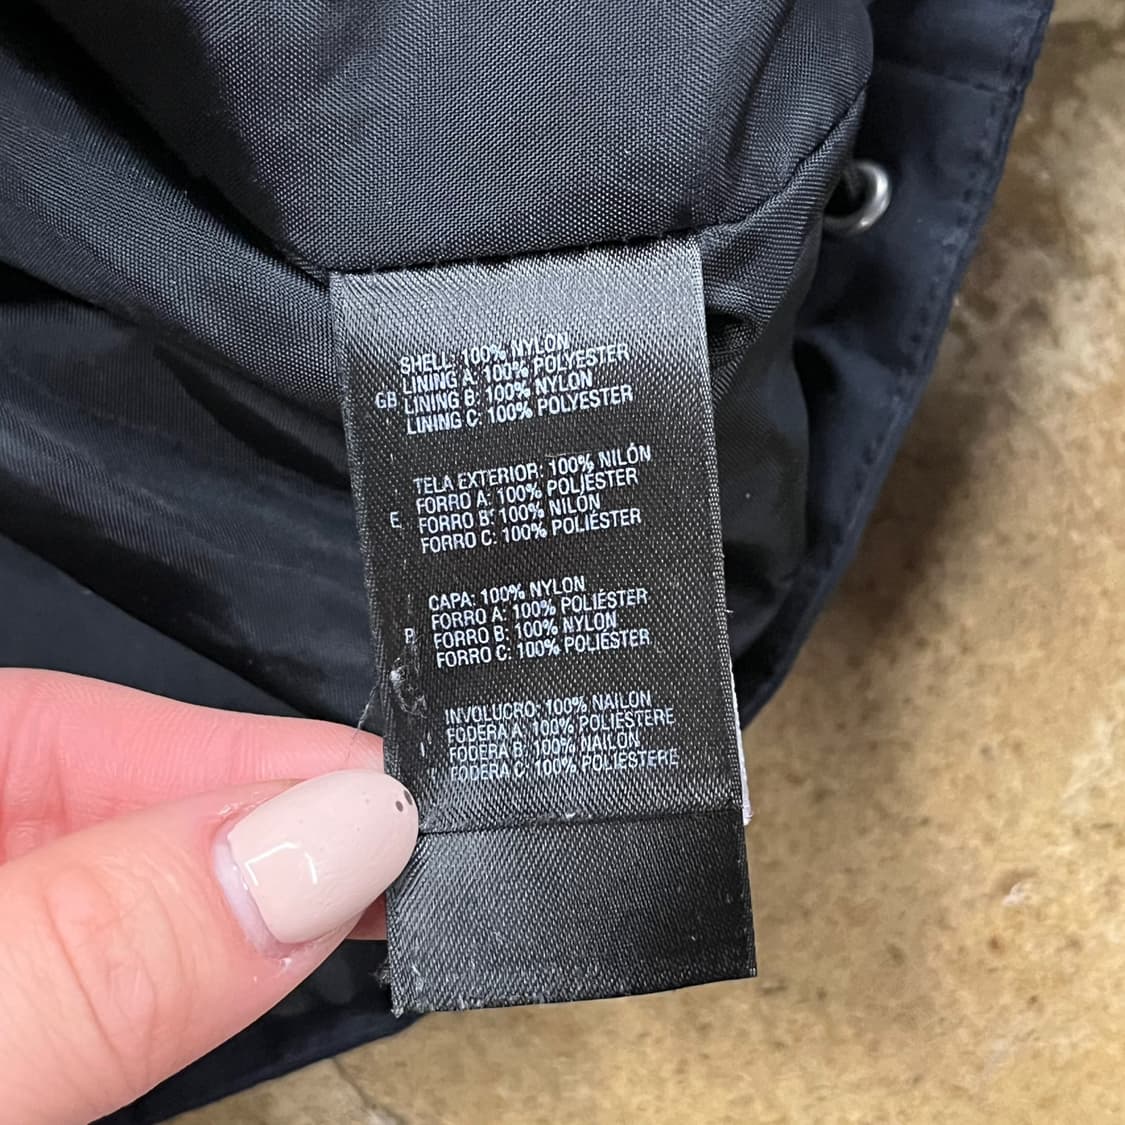 SHELL: 100% NYLON
LINING A: 100% POLYESTER
GB LINING B: 100% NYLON
LINING C: 100% POLYESTER
TELA EXTERIOR: 100% NILÓN
FORRO A: 100% POLIÉSTER
E FORRO B: 100% NILÓN
FORRO C: 100% POLIÉSTER
CAPA: 100% NYLON
FORRO A: 100% POLIÉSTER
P FORRO B: 100% NYLON
FORRO C: 100% POLIÉSTER
INVOLUCRO: 100% NAILON
FODERA A: 100% POLIESTERE
I FODERA B: 100% NAILON
FODERA C: 100% POLIESTERE